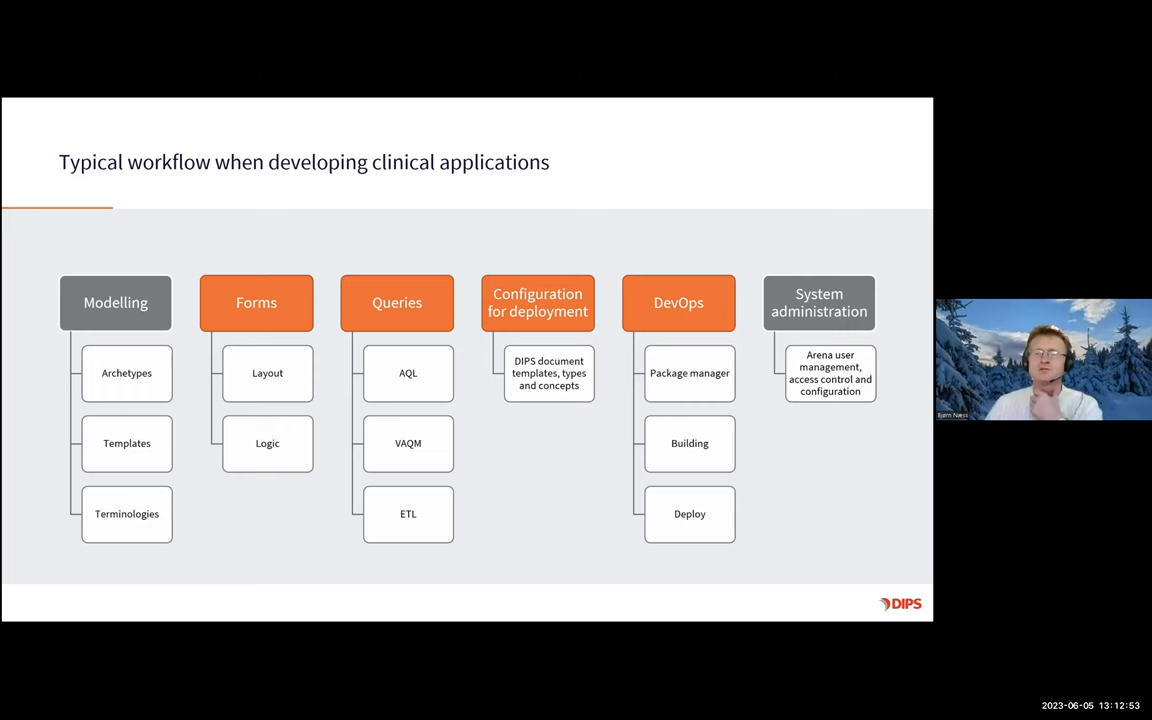 Typical workflow when developing clinical applications
Modelling
Archetypes
Templates
Terminologies
Forms
Layout
Logic
Queries
AQL
VAQM
ETL
Configuration
for deployment
DIPS document
templates, types
and concepts
DevOps
Package manager
Building
Deploy
System
administration
Arena user
management,
access control and
configuration
DIPS
Bjørn Næss
2023-06-05 13:12:53